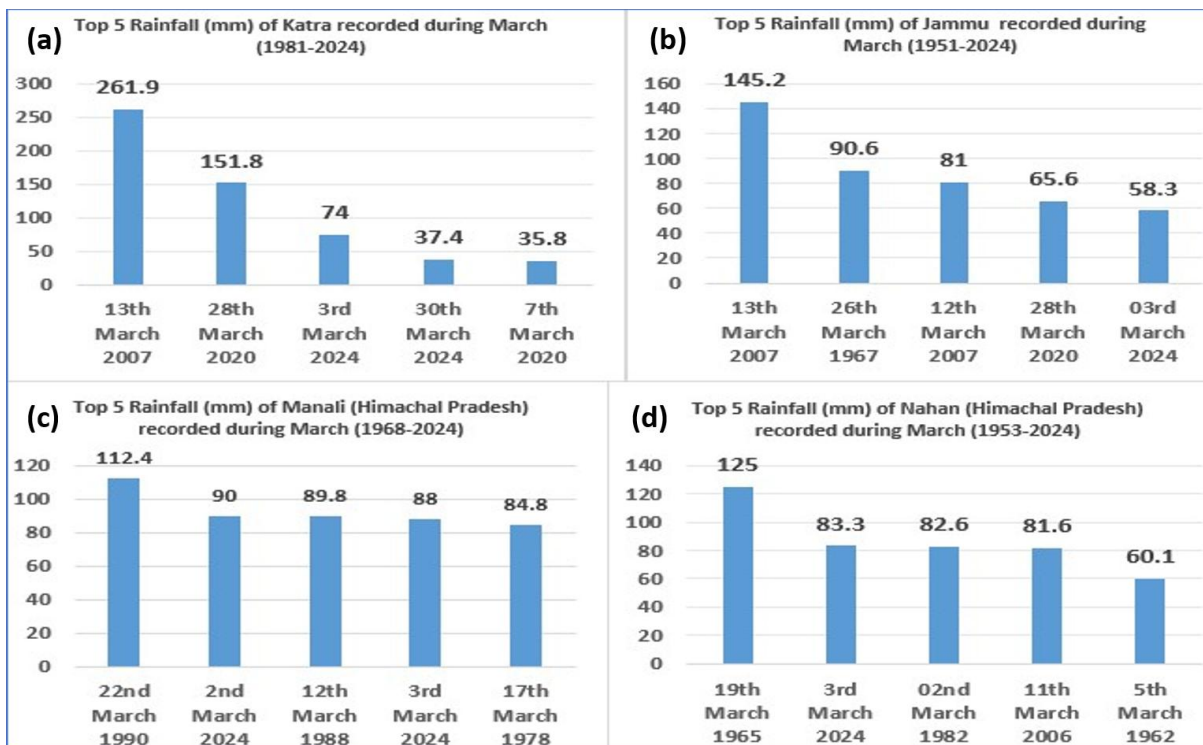 (a)
Top 5 Rainfall (mm) of Katra recorded during March
(1981-2024)
300
250
200
150
100
50
0
261.9
151.8
74
37.4
35.8
13th March 2007
28th March 2020
3rd March 2024
30th March 2024
7th March 2020
(b)
Top 5 Rainfall (mm) of Jammu recorded during
March (1951-2024)
160
140
120
100
80
60
40
20
0
145.2
90.6
81
65.6
58.3
13th March 2007
26th March 1967
12th March 2007
28th March 2020
03rd March 2024
(c)
Top 5 Rainfall (mm) of Manali (Himachal Pradesh)
recorded during March (1968-2024)
120
100
80
60
40
20
0
112.4
90
89.8
88
84.8
22nd March 1990
2nd March 2024
12th March 1988
3rd March 2024
17th March 1978
(d)
Top 5 Rainfall (mm) of Nahan (Himachal Pradesh)
recorded during March (1953-2024)
140
120
100
80
60
40
20
0
125
83.3
82.6
81.6
60.1
19th March 1965
3rd March 2024
02nd March 1982
11th March 2006
5th March 1962